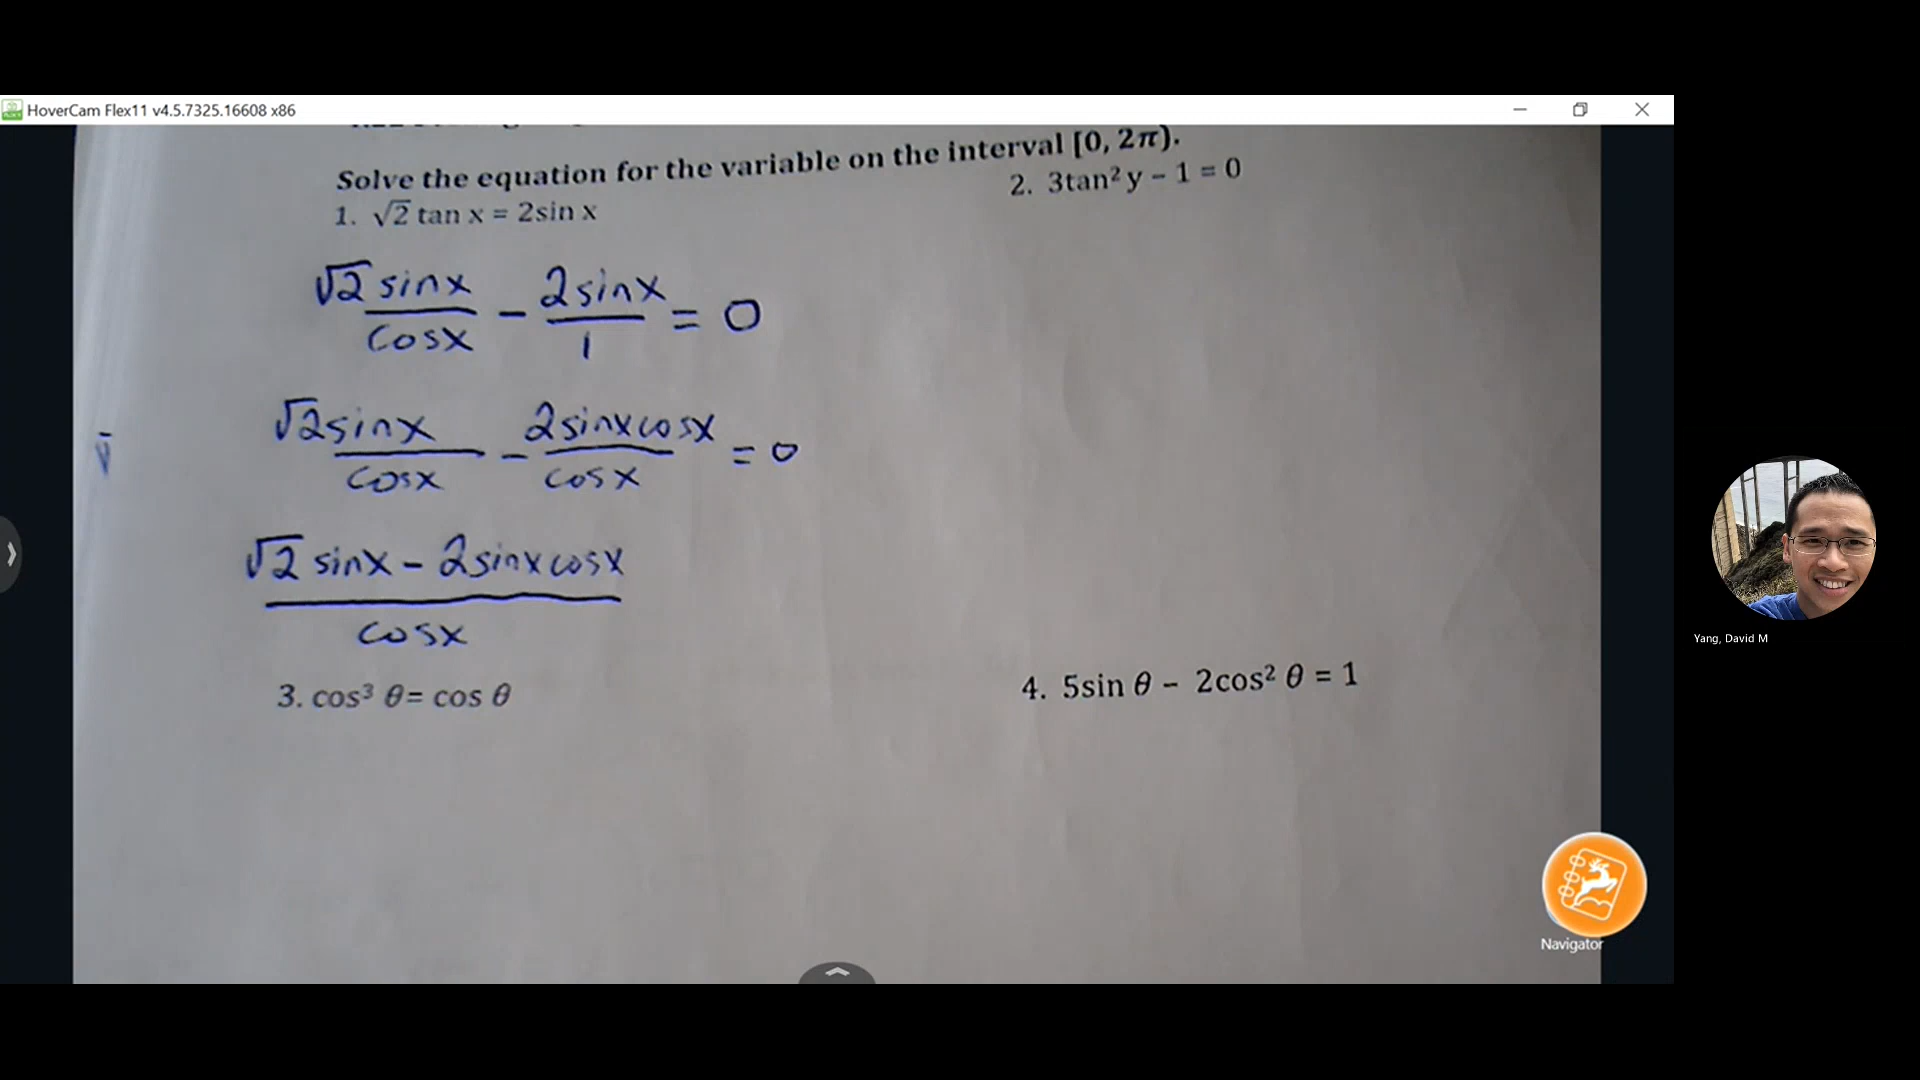 HoverCam Flex11 v4.5.7325.16608 x86
Solve the equation for the variable on the interval [0, 2π).
1. √2 tan x = 2sin x
2. 3tan² y − 1 = 0
√2 sinx/cosx − 2sinx/1 = 0
√2sinx/cosx − 2sinxcosx/cosx = 0
√2 sinx − 2sinxcosx
cosx
3. cos³ θ= cos θ
4. 5sin θ − 2cos² θ = 1
Yang, David M
Navigator